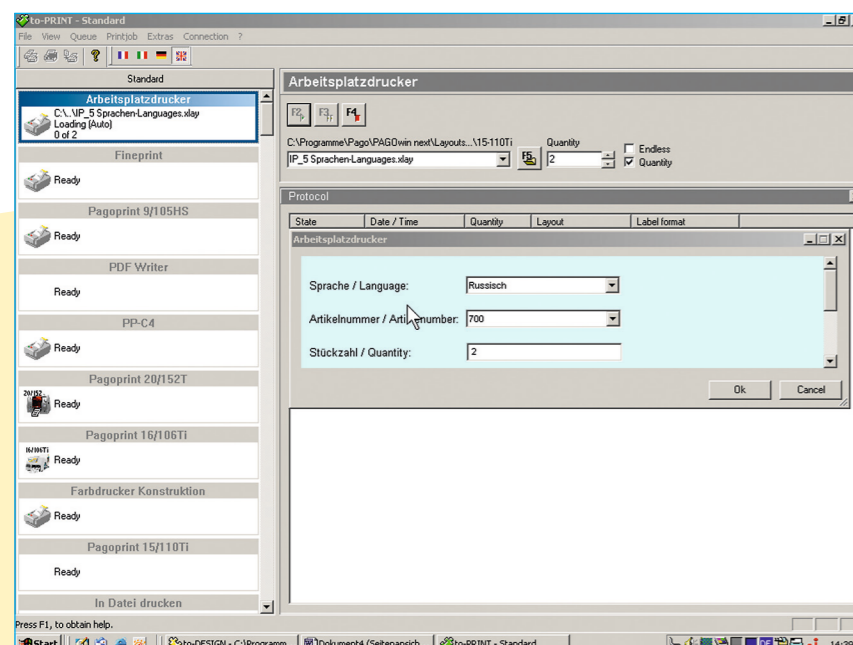 to-PRINT - Standard
File View Queue Printjob Extras Connection ?
Standard
Arbeitsplatzdrucker
C:\..\IP_5 Sprachen-Languages.xlay
Loading (Auto)
0 of 2
Fineprint
Ready
Pagoprint 9/105HS
Ready
PDF Writer
Ready
PP-C4
Ready
Pagoprint 20/152T
20/152
Ready
Pagoprint 16/106Ti
16/106Ti
Ready
Farbdrucker Konstruktion
Ready
Pagoprint 15/110Ti
Ready
In Datei drucken
Arbeitsplatzdrucker
F2 F3 F4
C:\Programme\Pago\PAGOwin next\Layouts...\15-110Ti Quantity
IP_5 Sprachen-Languages.xlay F5 2
Endless
Quantity
Protocol
State Date / Time Quantity Layout Label format
Arbeitsplatzdrucker
Sprache / Language: Russisch
Artikelnummer / number: 700
Stückzahl / Quantity: 2
Ok Cancel
Press F1, to obtain help.
Start to-DESIGN - C:\Programm Dokument4 (Seitenansich to-PRINT - Standard DE 14:39